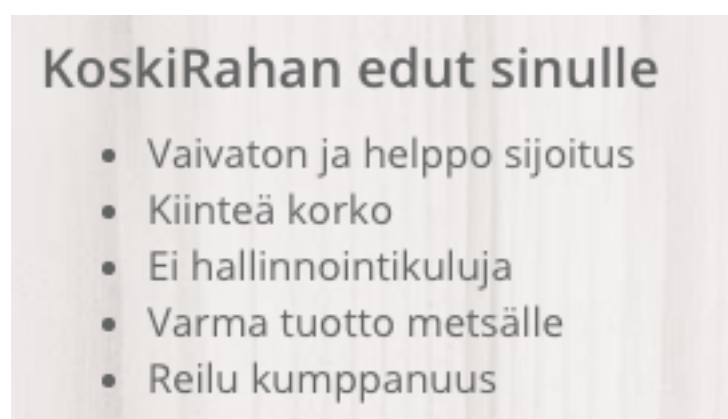 KoskiRahan edut sinulle
• Vaivaton ja helppo sijoitus
• Kiinteä korko
• Ei hallinnointikuluja
• Varma tuotto metsälle
• Reilu kumppanuus